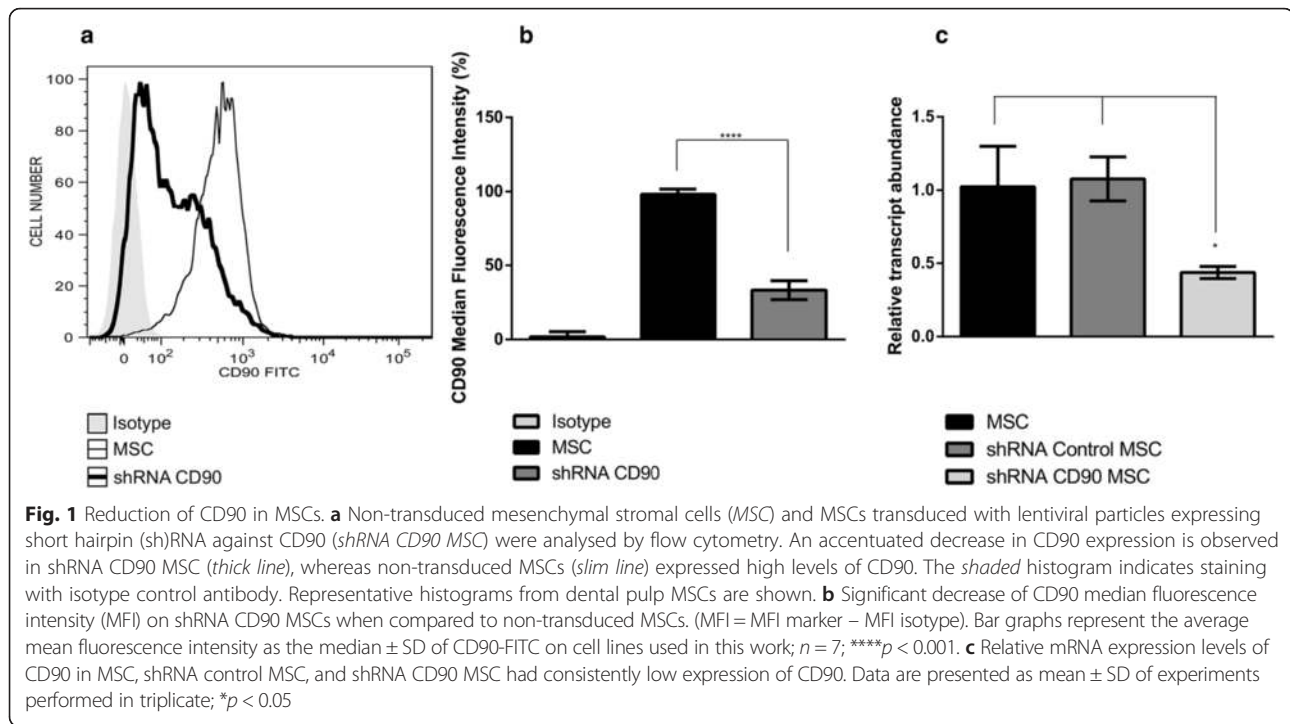 a
100
80
60
40
20
0
CELL NUMBER
0 10² 10³ 10⁴ 10⁵
CD90 FITC
Isotype
MSC
shRNA CD90
b
CD90 Median Fluorescence Intensity (%)
150
100
50
0
****
Isotype
MSC
shRNA CD90
c
Relative transcript abundance
1.5
1.0
0.5
0.0
*
MSC
shRNA Control MSC
shRNA CD90 MSC
Fig. 1 Reduction of CD90 in MSCs. a Non-transduced mesenchymal stromal cells (MSC) and MSCs transduced with lentiviral particles expressing
short hairpin (sh)RNA against CD90 (shRNA CD90 MSC) were analysed by flow cytometry. An accentuated decrease in CD90 expression is observed
in shRNA CD90 MSC (thick line), whereas non-transduced MSCs (slim line) expressed high levels of CD90. The shaded histogram indicates staining
with isotype control antibody. Representative histograms from dental pulp MSCs are shown. b Significant decrease of CD90 median fluorescence
intensity (MFI) on shRNA CD90 MSCs when compared to non-transduced MSCs. (MFI = MFI marker – MFI isotype). Bar graphs represent the average
mean fluorescence intensity as the median ± SD of CD90-FITC on cell lines used in this work; n = 7; ****p < 0.001. c Relative mRNA expression levels of
CD90 in MSC, shRNA control MSC, and shRNA CD90 MSC had consistently low expression of CD90. Data are presented as mean ± SD of experiments
performed in triplicate; *p < 0.05